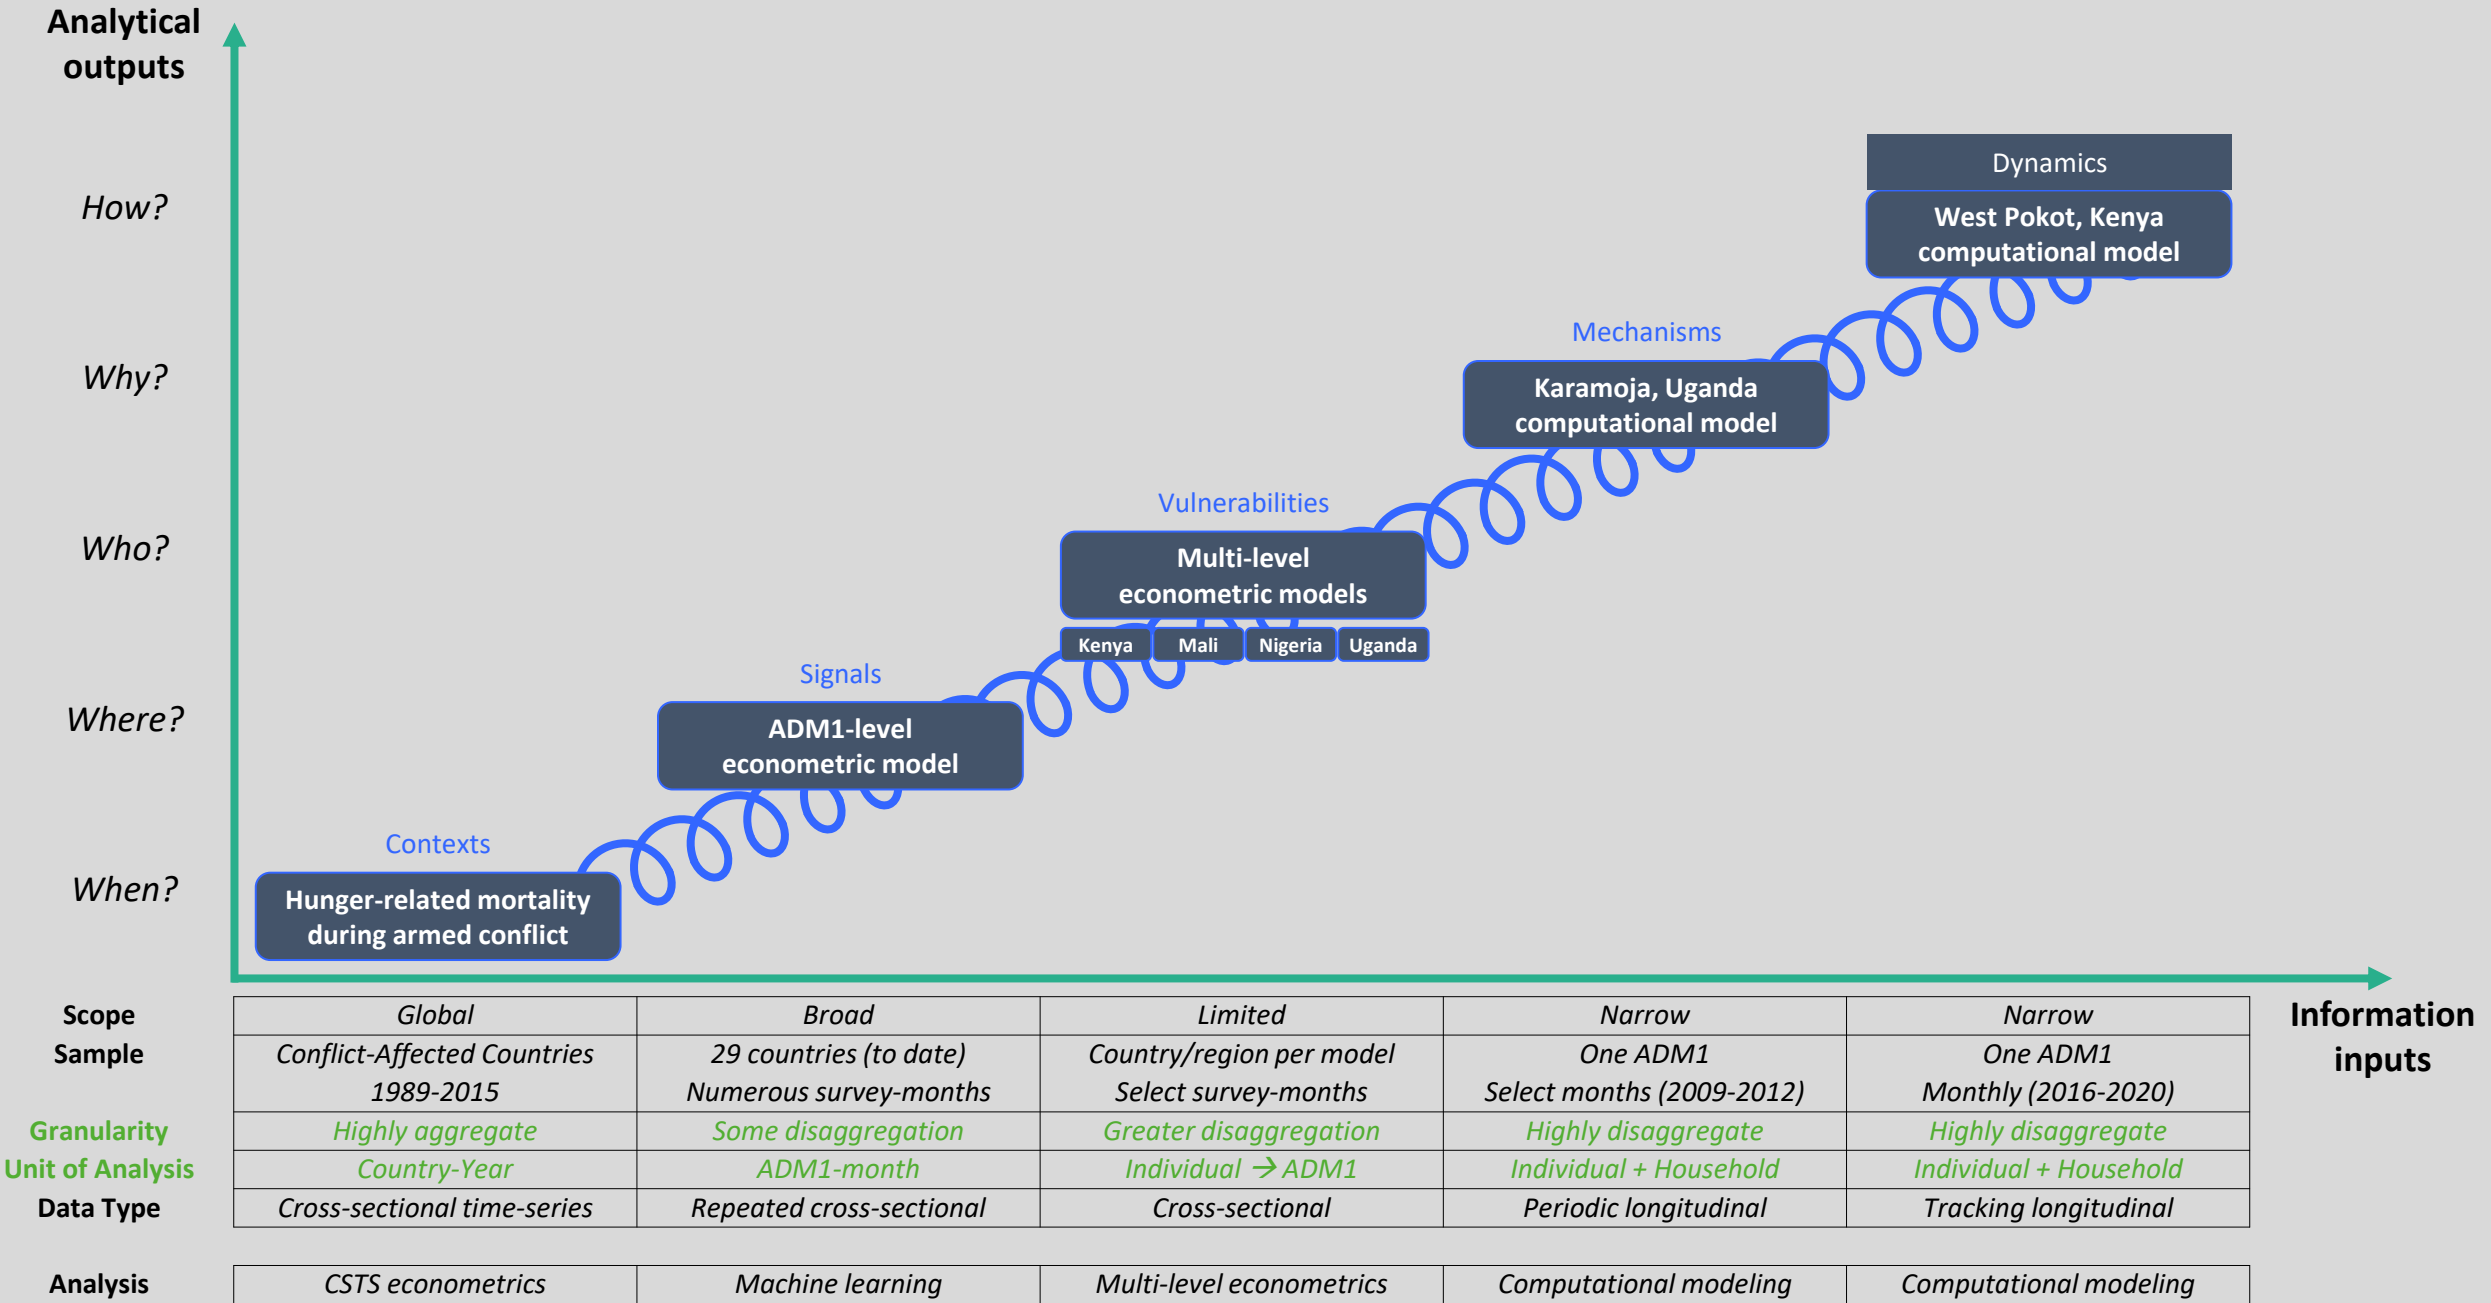 Analytical
outputs
Dynamics
How?
West Pokot, Kenya
computational model
Mechanisms
Why?
Karamoja, Uganda
computational model
Vulnerabilities
Who?
Multi-level
econometric models
Kenya Mali Nigeria Uganda
Signals
Where?
ADM1-level
econometric model
Contexts
When?
Hunger-related mortality
during armed conflict
Information
inputs
Scope Global Broad Limited Narrow Narrow
Sample Conflict-Affected Countries 29 countries (to date) Country/region per model One ADM1 One ADM1
1989-2015 Numerous survey-months Select survey-months Select months (2009-2012) Monthly (2016-2020)
Granularity Highly aggregate Some disaggregation Greater disaggregation Highly disaggregate Highly disaggregate
Unit of Analysis Country-Year ADM1-month Individual → ADM1 Individual + Household Individual + Household
Data Type Cross-sectional time-series Repeated cross-sectional Cross-sectional Periodic longitudinal Tracking longitudinal
Analysis CSTS econometrics Machine learning Multi-level econometrics Computational modeling Computational modeling